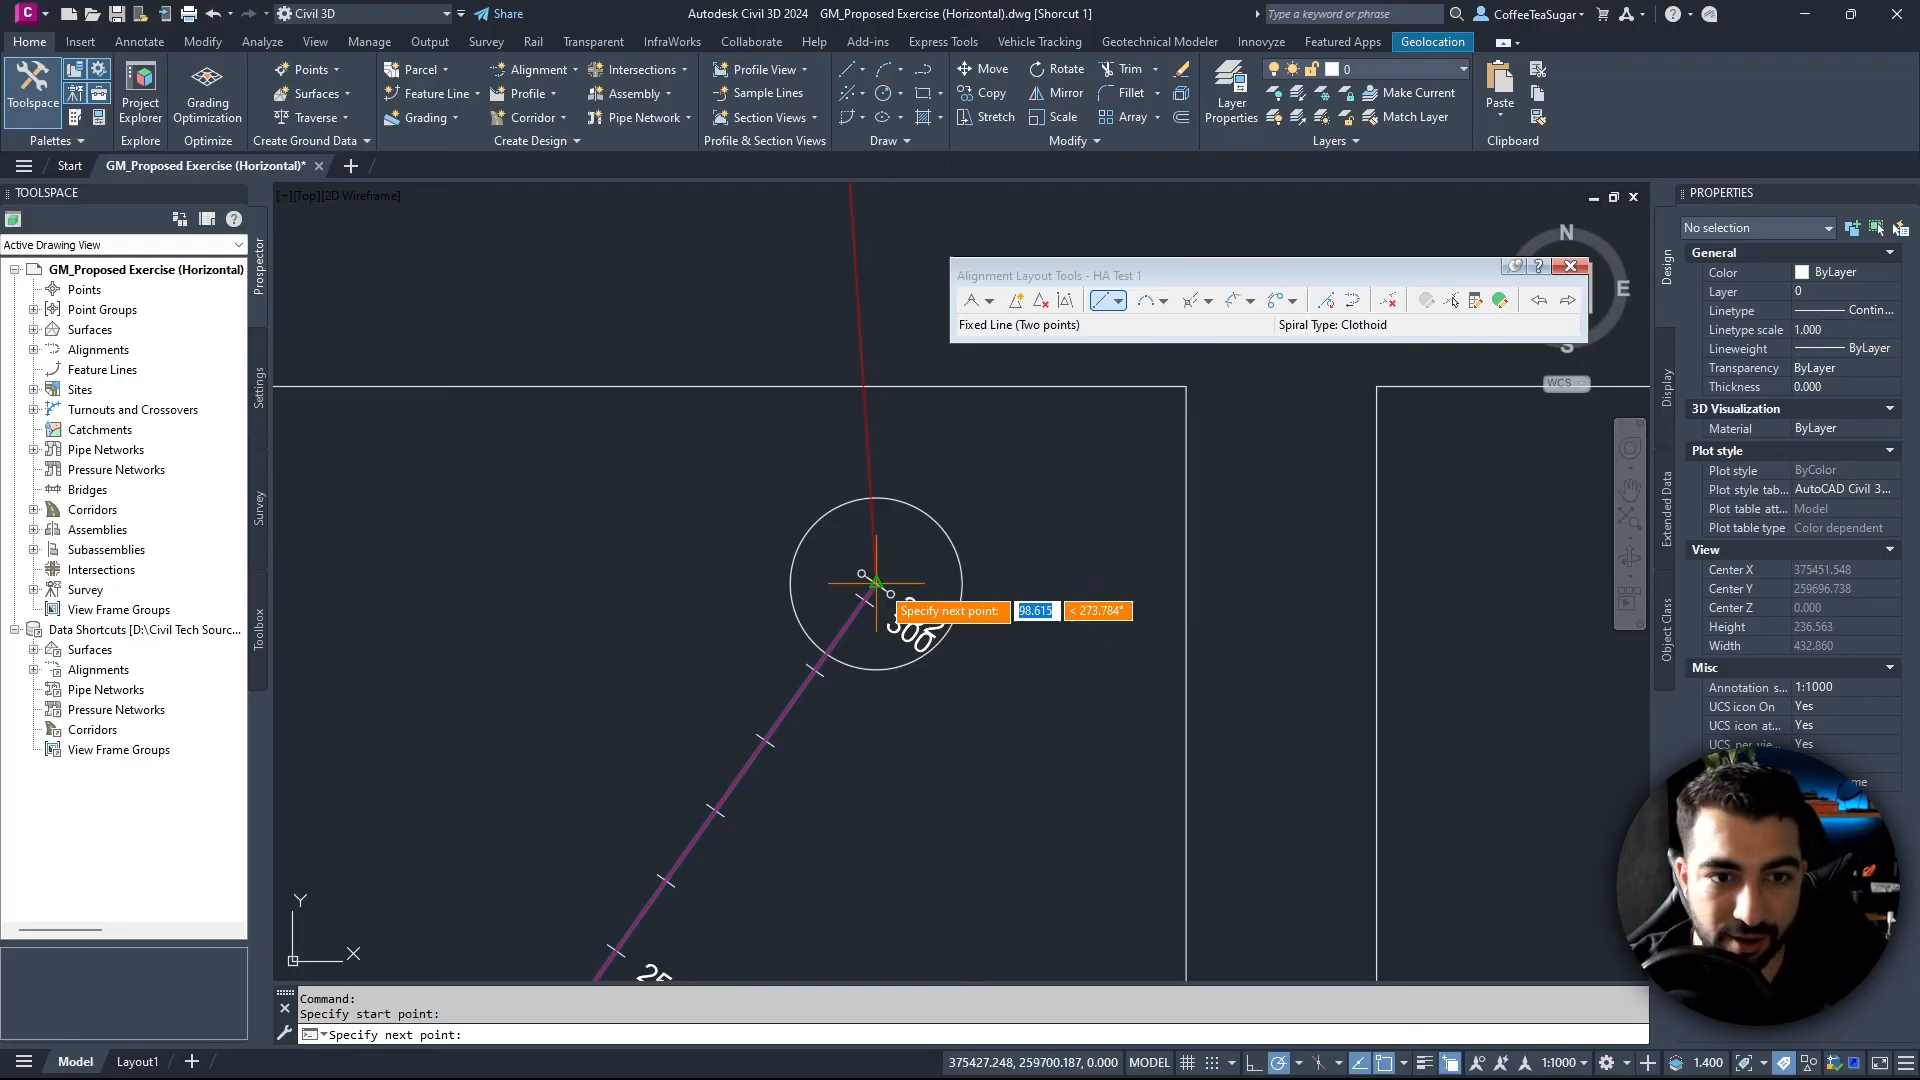 C
Civil 3D
Share
Autodesk Civil 3D 2024 GM_Proposed Exercise (Horizontal).dwg [Shorcut 1]
Type a keyword or phrase
CoffeeTeaSugar
Home Insert Annotate Modify Analyze View Manage Output Survey Rail Transparent InfraWorks Collaborate Help Add-ins Express Tools Vehicle Tracking Geotechnical Modeler Innovyze Featured Apps Geolocation
Points Parcel Alignment Intersections Profile View Move Rotate Trim 0
Toolspace Project Explorer Grading Optimization Surfaces Feature Line Profile Assembly Sample Lines Copy Mirror Fillet Layer Properties Make Current Paste
Traverse Grading Corridor Pipe Network Section Views Stretch Scale Array Match Layer
Palettes Explore Optimize Create Ground Data Create Design Profile & Section Views Draw Modify Layers Clipboard
Start GM_Proposed Exercise (Horizontal)*
TOOLSPACE
Active Drawing View
GM_Proposed Exercise (Horizontal)
Points
Point Groups
Surfaces
Alignments
Feature Lines
Sites
Turnouts and Crossovers
Catchments
Pipe Networks
Pressure Networks
Bridges
Corridors
Assemblies
Subassemblies
Intersections
Survey
View Frame Groups
Data Shortcuts [D:\Civil Tech Sourc...
Surfaces
Alignments
Pipe Networks
Pressure Networks
Corridors
View Frame Groups
Prospector
Settings
Survey
Toolbox
[−][Top][2D Wireframe]
N
E
S
WCS
Alignment Layout Tools - HA Test 1
Fixed Line (Two points) Spiral Type: Clothoid
Specify next point: 98.615 < 273.784°
300
25
Y
X
Command:
Specify start point:
Specify next point:
Design
Display
Extended Data
Object Class
PROPERTIES
No selection
General
Color ByLayer
Layer 0
Linetype Contin...
Linetype scale 1.000
Lineweight ByLayer
Transparency ByLayer
Thickness 0.000
3D Visualization
Material ByLayer
Plot style
Plot style ByColor
Plot style tab... AutoCAD Civil 3...
Plot table att... Model
Plot table type Color dependent
View
Center X 375451.548
Center Y 259696.738
Center Z 0.000
Height 236.563
Width 432.860
Misc
Annotation s... 1:1000
UCS icon On Yes
UCS icon at... Yes
UCS per vie... Yes
me
Model Layout1
375427.248, 259700.187, 0.000 MODEL 1:1000 1.400